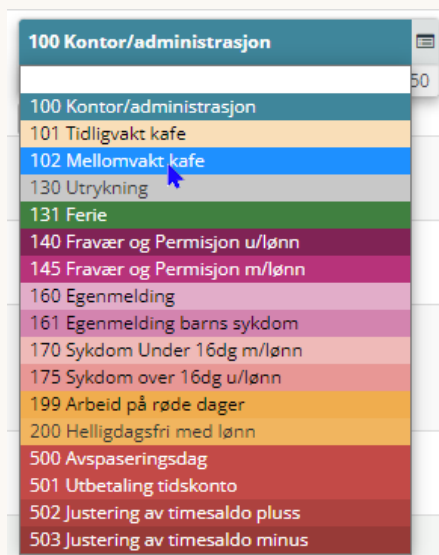 100 Kontor/administrasjon
50
100 Kontor/administrasjon
101 Tidligvakt kafe
102 Mellomvakt kafe
130 Utrykning
131 Ferie
140 Fravær og Permisjon u/lønn
145 Fravær og Permisjon m/lønn
160 Egenmelding
161 Egenmelding barns sykdom
170 Sykdom Under 16dg m/lønn
175 Sykdom over 16dg u/lønn
199 Arbeid på røde dager
200 Helligdagsfri med lønn
500 Avspaseringsdag
501 Utbetaling tidskonto
502 Justering av timesaldo pluss
503 Justering av timesaldo minus